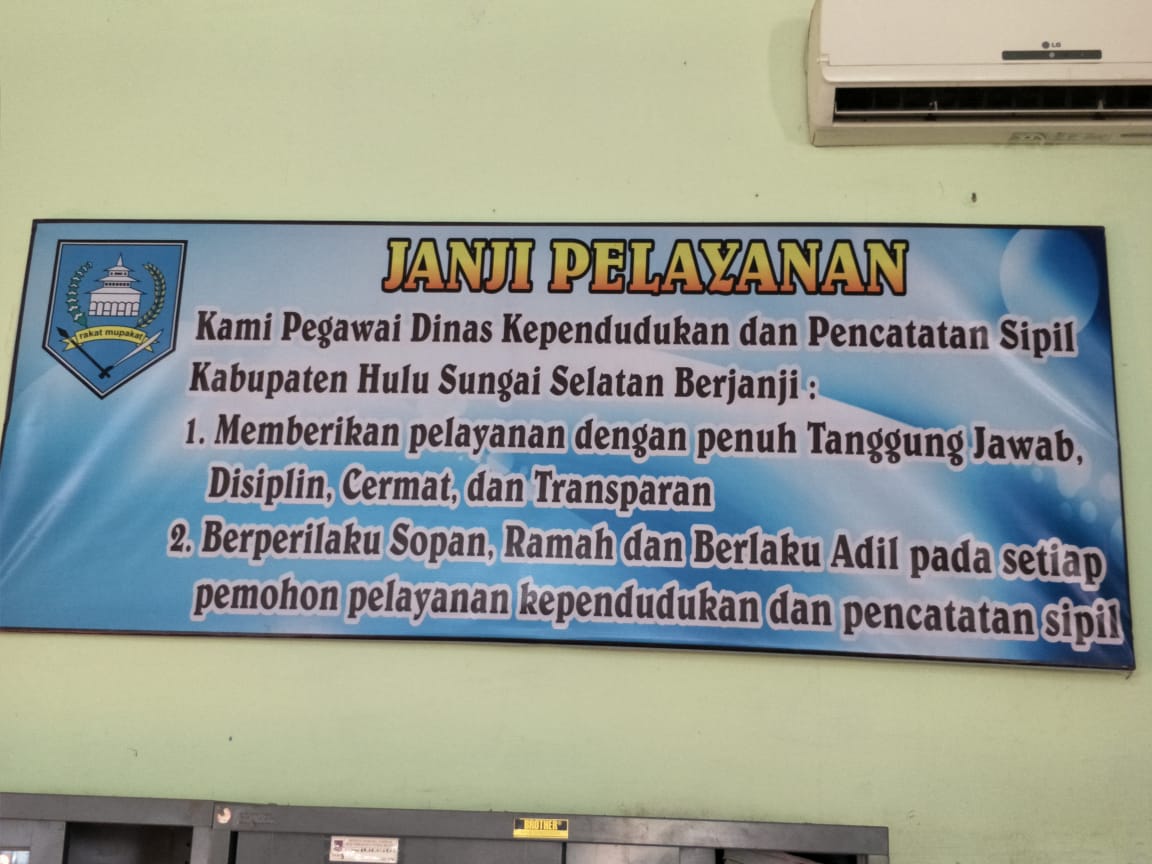 LG
JANJI PELAYANAN
rakat mupakat
Kami Pegawai Dinas Kependudukan dan Pencatatan Sipil
Kabupaten Hulu Sungai Selatan Berjanji :
1. Memberikan pelayanan dengan penuh Tanggung Jawab,
Disiplin, Cermat, dan Transparan
2. Berperilaku Sopan, Ramah dan Berlaku Adil pada setiap
pemohon pelayanan kependudukan dan pencatatan sipil
BROTHER